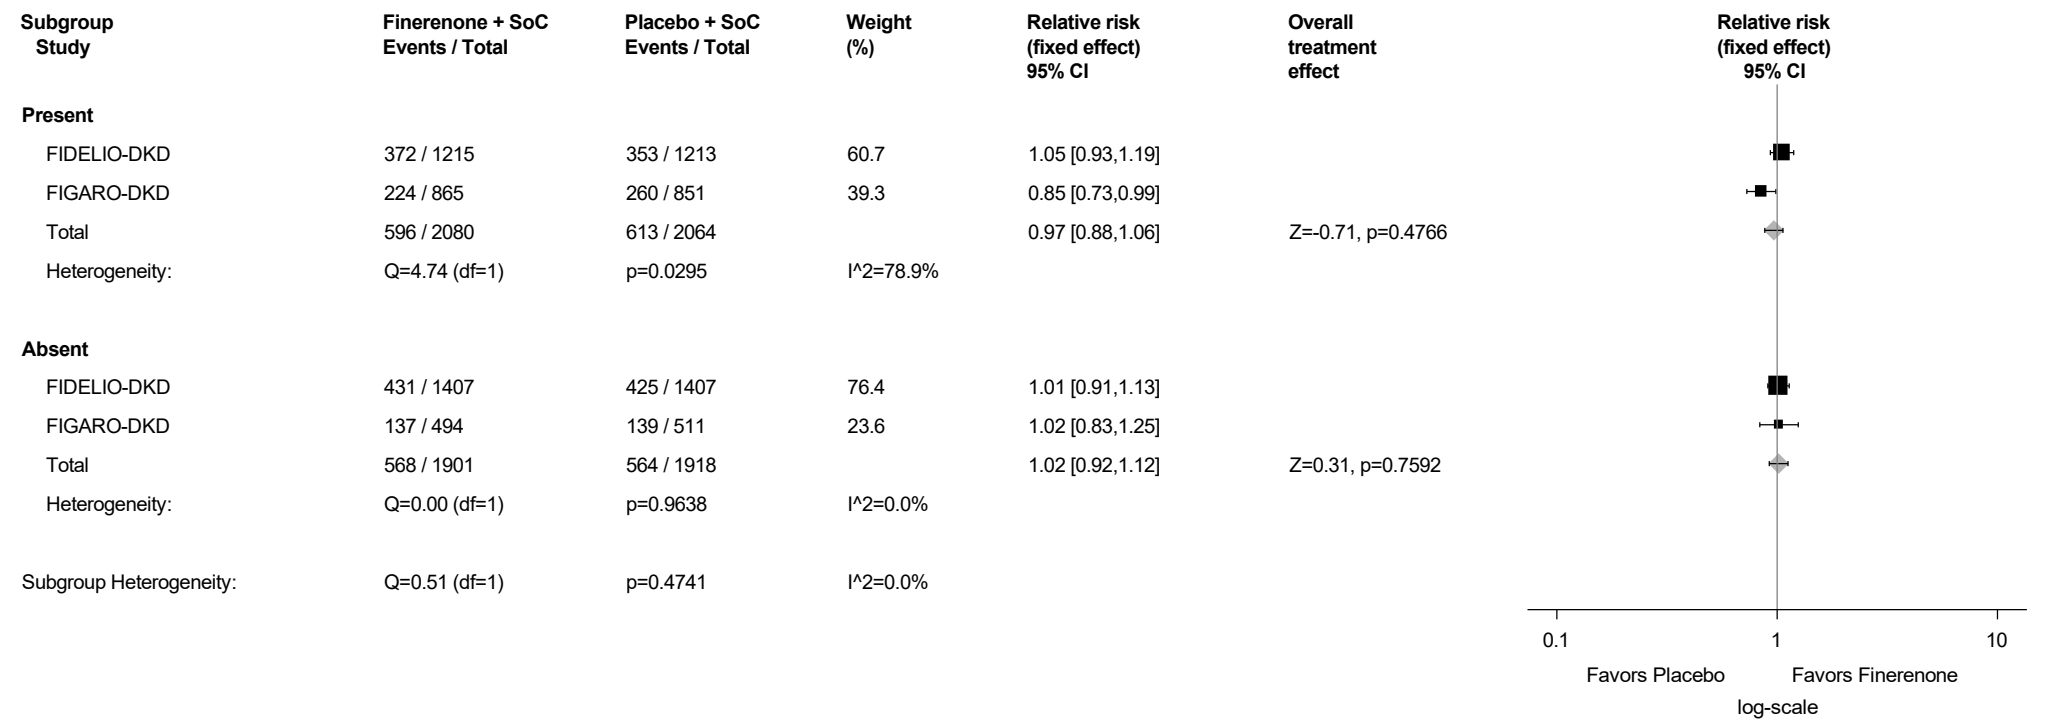 Subgroup Finerenone + SoC Placebo + SoC Weight Relative risk Overall Relative risk
Study Events / Total Events / Total (%) (fixed effect) treatment (fixed effect)
95% CI effect 95% CI
Present
FIDELIO-DKD 372 / 1215 353 / 1213 60.7 1.05 [0.93,1.19]
FIGARO-DKD 224 / 865 260 / 851 39.3 0.85 [0.73,0.99]
Total 596 / 2080 613 / 2064 0.97 [0.88,1.06] Z=-0.71, p=0.4766
Heterogeneity: Q=4.74 (df=1) p=0.0295 I^2=78.9%
Absent
FIDELIO-DKD 431 / 1407 425 / 1407 76.4 1.01 [0.91,1.13]
FIGARO-DKD 137 / 494 139 / 511 23.6 1.02 [0.83,1.25]
Total 568 / 1901 564 / 1918 1.02 [0.92,1.12] Z=0.31, p=0.7592
Heterogeneity: Q=0.00 (df=1) p=0.9638 I^2=0.0%
Subgroup Heterogeneity: Q=0.51 (df=1) p=0.4741 I^2=0.0%
0.1 1 10
Favors Placebo Favors Finerenone
log-scale